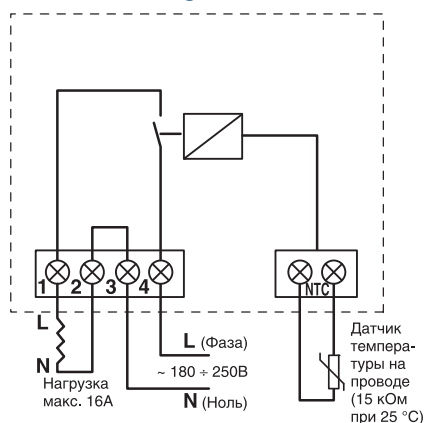 1 2 3 4
NTC
L
N
Нагрузка
макс. 16А
L (Фаза)
~ 180 ÷ 250В
N (Ноль)
Датчик
темпера-
туры на
проводе
(15 кОм
при 25 °С)